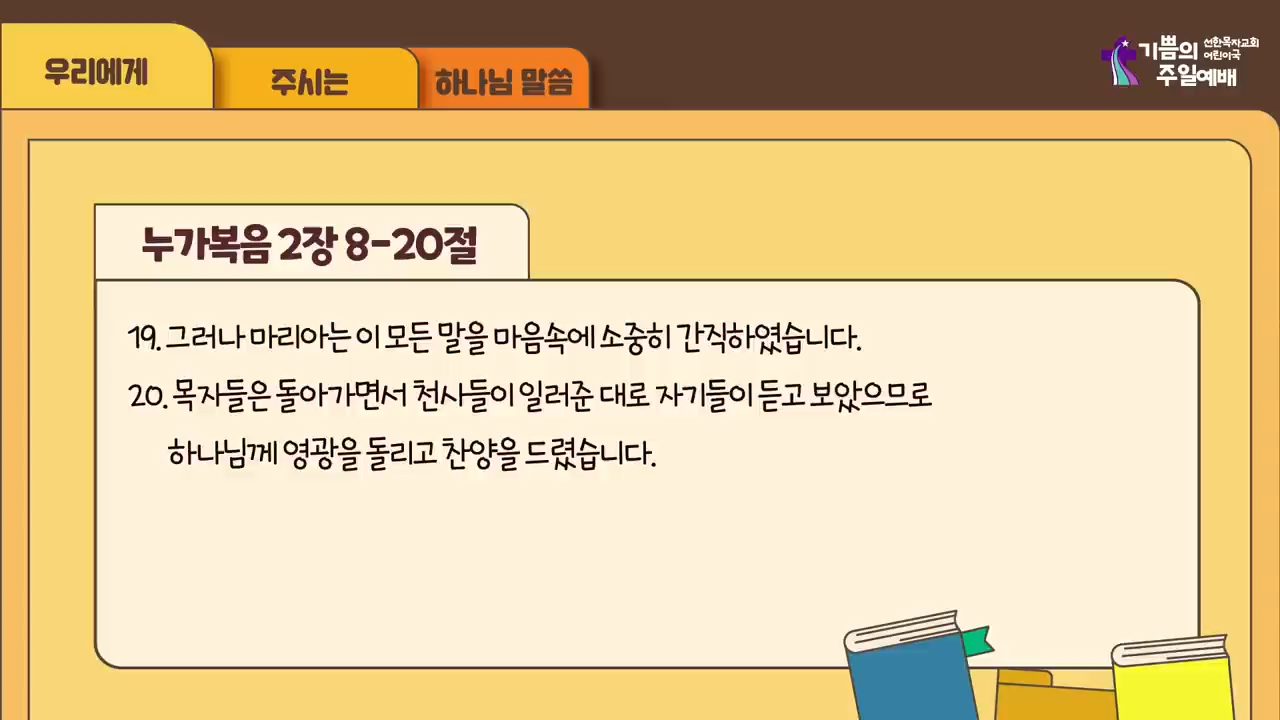 우리에게
주시는
하나님 말씀
기쁨의
선한목자교회
어린이국
주일예배
누가복음 2장 8-20절
19. 그러나 마리아는 이 모든 말을 마음속에 소중히 간직하였습니다.
20. 목자들은 돌아가면서 천사들이 일러준 대로 자기들이 듣고 보았으므로
하나님께 영광을 돌리고 찬양을 드렸습니다.